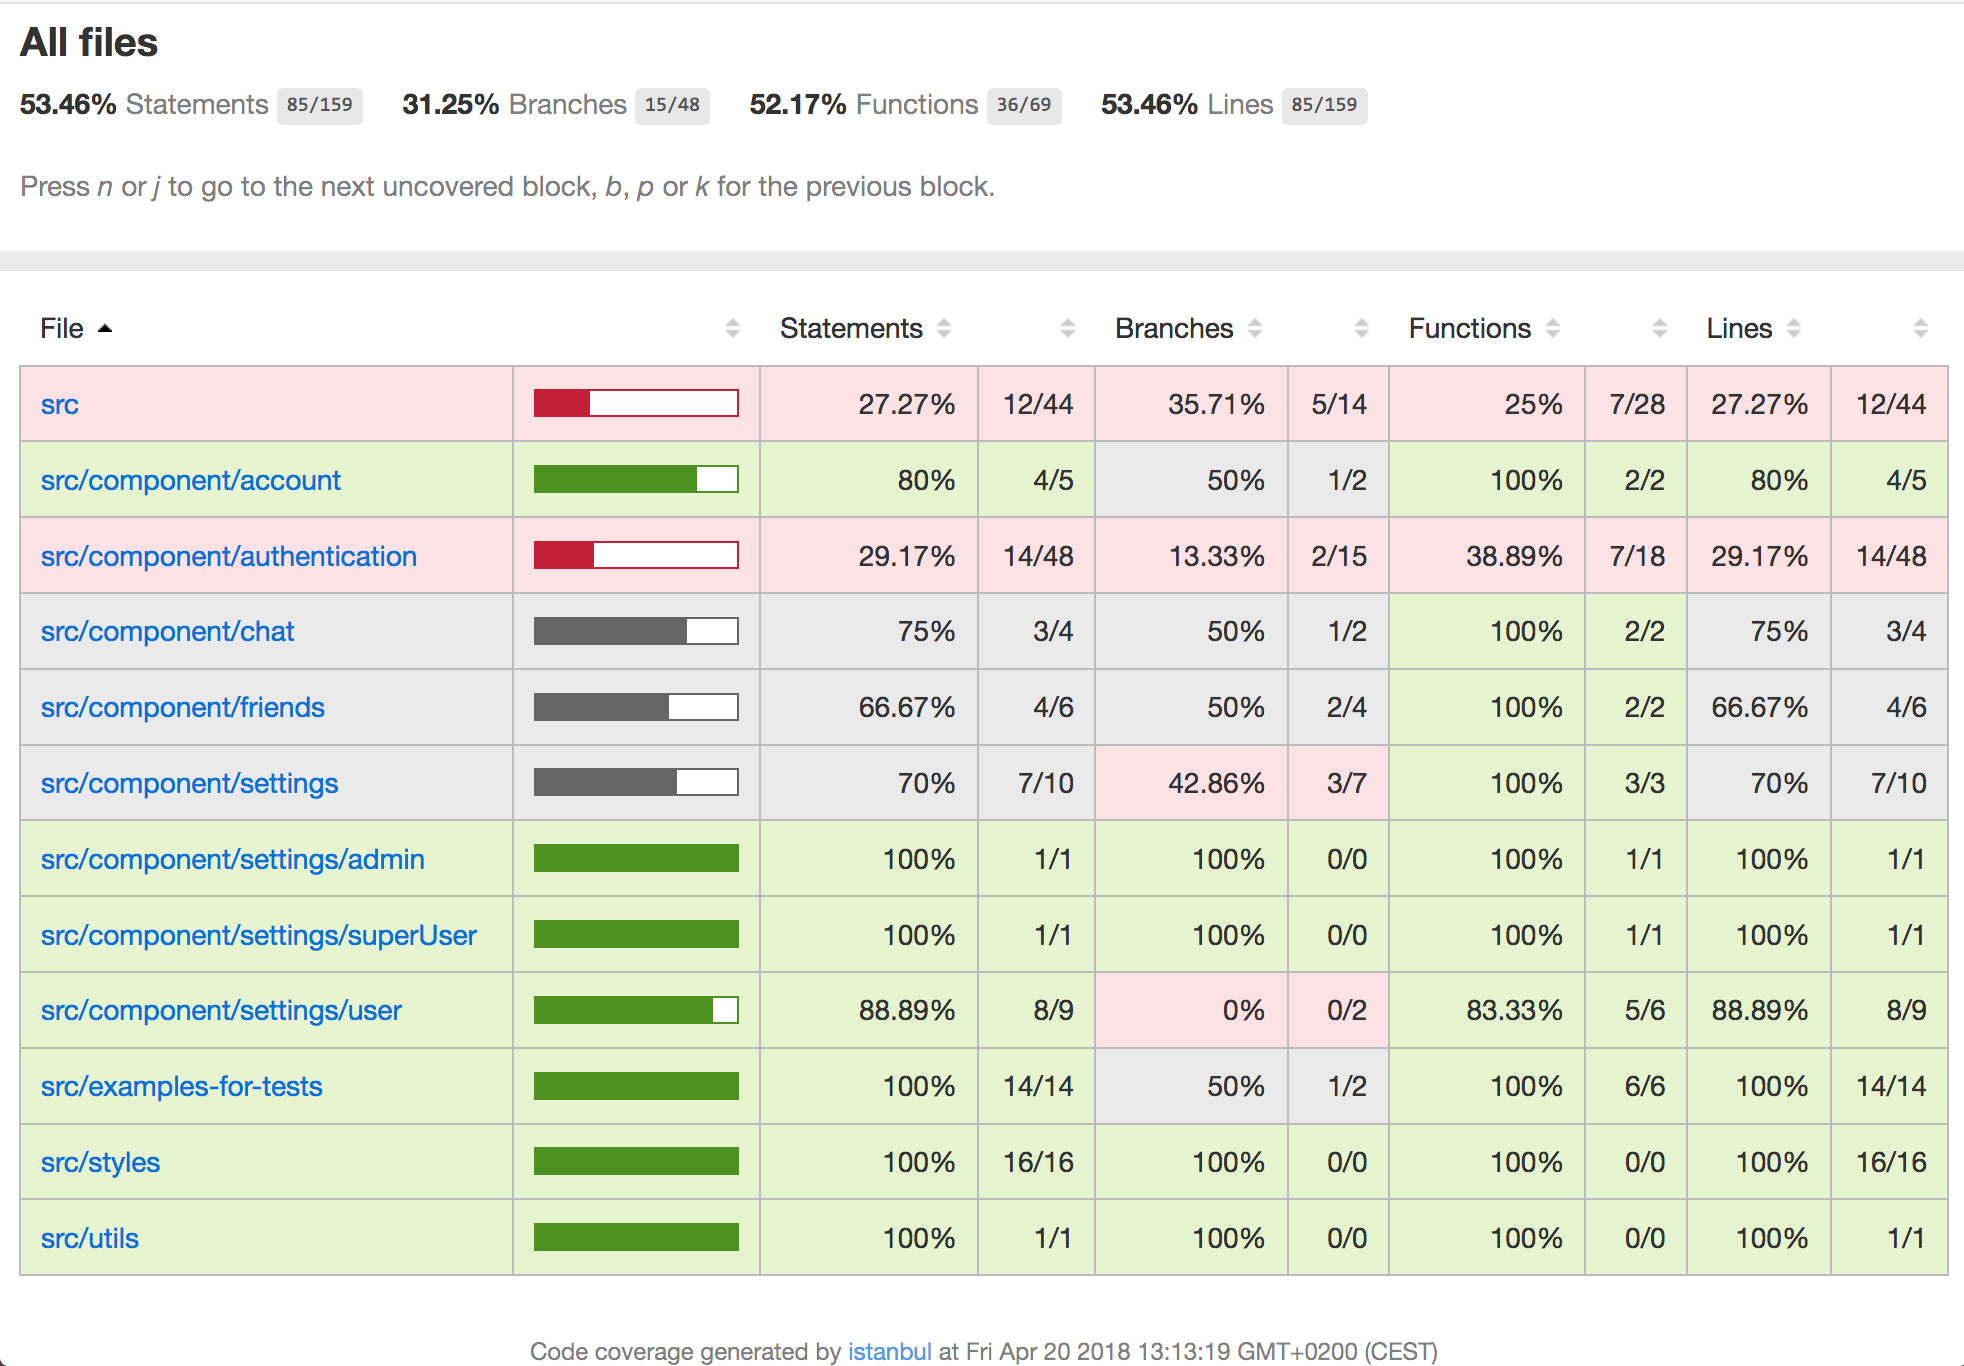 All files
53.46% Statements 85/159 31.25% Branches 15/48 52.17% Functions 36/69 53.46% Lines 85/159
Press n or j to go to the next uncovered block, b, p or k for the previous block.
File Statements Branches Functions Lines
src 27.27% 12/44 35.71% 5/14 25% 7/28 27.27% 12/44
src/component/account 80% 4/5 50% 1/2 100% 2/2 80% 4/5
src/component/authentication 29.17% 14/48 13.33% 2/15 38.89% 7/18 29.17% 14/48
src/component/chat 75% 3/4 50% 1/2 100% 2/2 75% 3/4
src/component/friends 66.67% 4/6 50% 2/4 100% 2/2 66.67% 4/6
src/component/settings 70% 7/10 42.86% 3/7 100% 3/3 70% 7/10
src/component/settings/admin 100% 1/1 100% 0/0 100% 1/1 100% 1/1
src/component/settings/superUser 100% 1/1 100% 0/0 100% 1/1 100% 1/1
src/component/settings/user 88.89% 8/9 0% 0/2 83.33% 5/6 88.89% 8/9
src/examples-for-tests 100% 14/14 50% 1/2 100% 6/6 100% 14/14
src/styles 100% 16/16 100% 0/0 100% 0/0 100% 16/16
src/utils 100% 1/1 100% 0/0 100% 0/0 100% 1/1
Code coverage generated by istanbul at Fri Apr 20 2018 13:13:19 GMT+0200 (CEST)